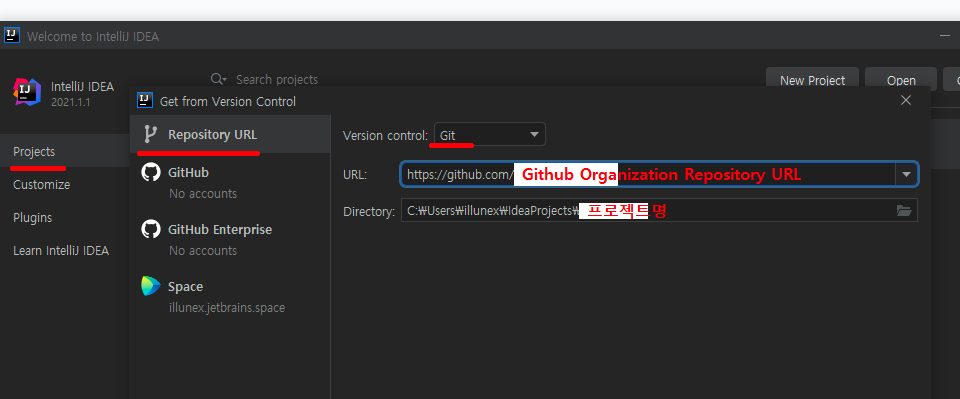 Welcome to IntelliJ IDEA
IntelliJ IDEA
2021.1.1
Search projects
New Project
Open
Projects
Customize
Plugins
Learn IntelliJ IDEA
Get from Version Control
Repository URL
GitHub
No accounts
GitHub Enterprise
No accounts
Space
illunex.jetbrains.space
Version control: Git
URL: https://github.com/ Github Organization Repository URL
Directory: C:₩Users₩illunex₩IdeaProjects₩ 프로젝트 명